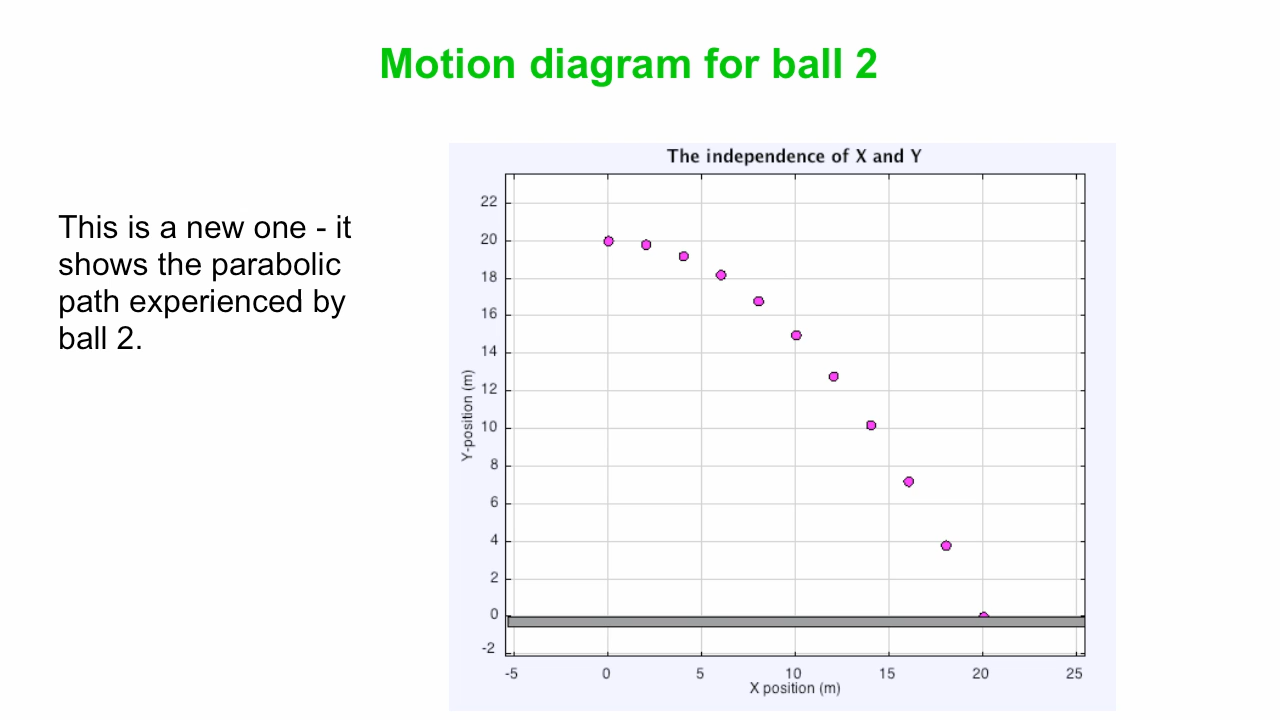 Motion diagram for ball 2
This is a new one - it
shows the parabolic
path experienced by
ball 2.
The independence of X and Y
Y-position (m)
22
20
18
16
14
12
10
8
6
4
2
0
-2
-5 0 5 10 15 20 25
X position (m)